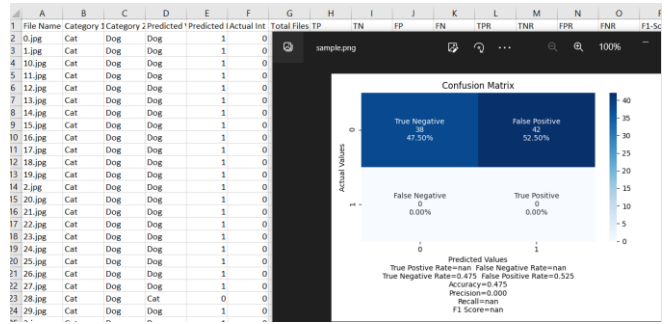 A B C D E F G H I J K L M N O
1 File Name Category 1 Category 2 Predicted Predicted I Actual Int Total Files TP TN FP FN TPR TNR FPR FNR F1-Sc
2 0.jpg Cat Dog Dog 1 0
3 1.jpg Cat Dog Dog 1 0
4 10.jpg Cat Dog Dog 1 0
5 11.jpg Cat Dog Dog 1 0
6 12.jpg Cat Dog Dog 1 0
7 13.jpg Cat Dog Dog 1 0
8 14.jpg Cat Dog Dog 1 0
9 15.jpg Cat Dog Dog 1 0
10 16.jpg Cat Dog Dog 1 0
11 17.jpg Cat Dog Dog 1 0
12 18.jpg Cat Dog Dog 1 0
13 19.jpg Cat Dog Dog 1 0
14 2.jpg Cat Dog Dog 1 0
15 20.jpg Cat Dog Dog 1 0
16 21.jpg Cat Dog Dog 1 0
17 22.jpg Cat Dog Dog 1 0
18 23.jpg Cat Dog Dog 1 0
19 24.jpg Cat Dog Dog 1 0
20 25.jpg Cat Dog Dog 1 0
21 26.jpg Cat Dog Dog 1 0
22 27.jpg Cat Dog Dog 1 0
23 28.jpg Cat Dog Cat 0 0
24 29.jpg Cat Dog Dog 1 0
sample.png 100%
Confusion Matrix
True Negative
38
47.50%
False Positive
42
52.50%
False Negative
0
0.00%
True Positive
0
0.00%
Actual Values
0
1
0 1
40
35
30
25
20
15
10
5
0
Predicted Values
True Postive Rate=nan False Negative Rate=nan
True Negative Rate=0.475 False Positive Rate=0.525
Accuracy=0.475
Precision=0.000
Recall=nan
F1 Score=nan